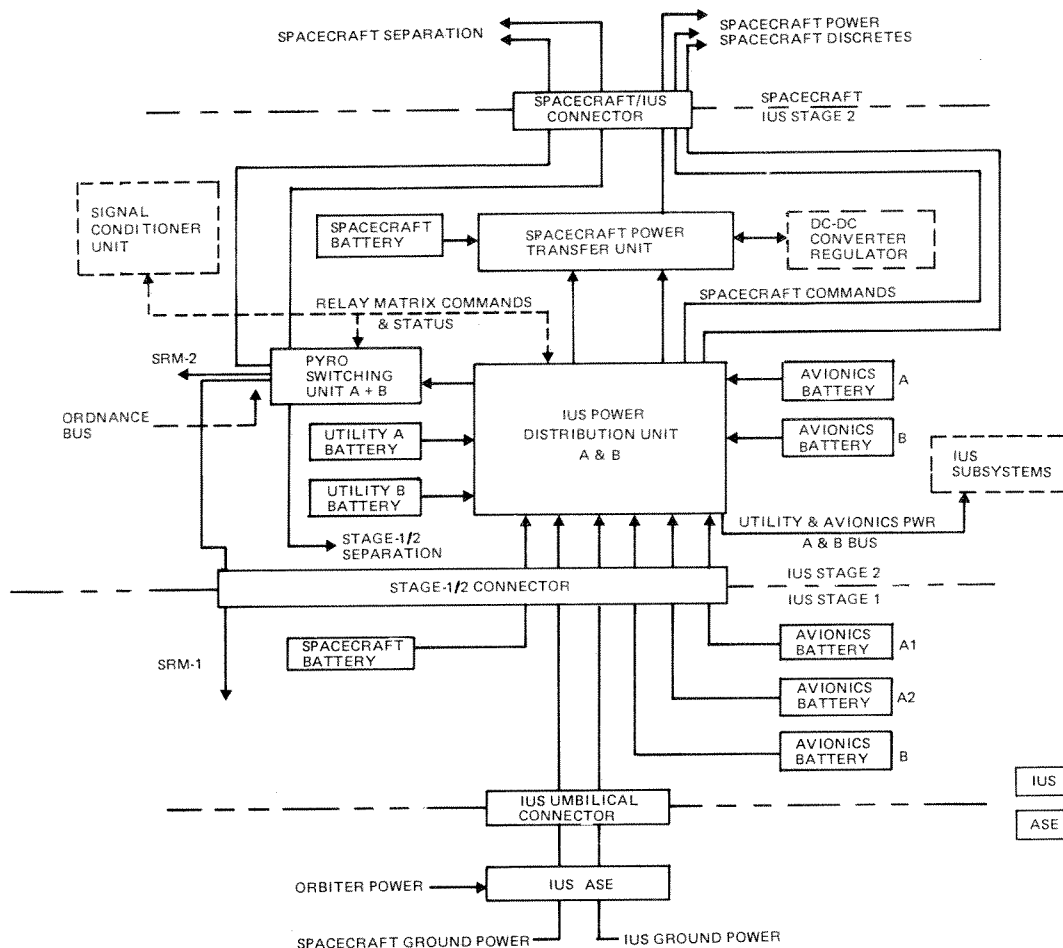 SPACECRAFT SEPARATION
SPACECRAFT POWER
SPACECRAFT DISCRETES
SPACECRAFT/IUS
CONNECTOR
SPACECRAFT
IUS STAGE 2
SIGNAL
CONDITIONER
UNIT
SPACECRAFT
BATTERY
SPACECRAFT POWER
TRANSFER UNIT
DC-DC
CONVERTER
REGULATOR
SPACECRAFT COMMANDS
RELAY MATRIX COMMANDS
& STATUS
SRM-2
PYRO
SWITCHING
UNIT A + B
ORDNANCE
BUS
IUS POWER
DISTRIBUTION UNIT
A & B
AVIONICS
BATTERY
A
AVIONICS
BATTERY
B
UTILITY A
BATTERY
UTILITY B
BATTERY
IUS
SUBSYSTEMS
UTILITY & AVIONICS PWR
A & B BUS
STAGE-1/2
SEPARATION
STAGE-1/2 CONNECTOR
IUS STAGE 2
IUS STAGE 1
SPACECRAFT
BATTERY
AVIONICS
BATTERY
A1
SRM-1
AVIONICS
BATTERY
A2
AVIONICS
BATTERY
B
IUS UMBILICAL
CONNECTOR
IUS
ASE
ORBITER POWER
IUS ASE
SPACECRAFT GROUND POWER
IUS GROUND POWER